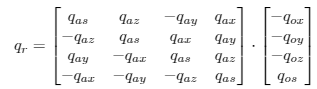 q_r = \begin{bmatrix} q_{as} & q_{az} & -q_{ay} & q_{ax} \\ -q_{az} & q_{as} & q_{ax} & q_{ay} \\ q_{ay} & -q_{ax} & q_{as} & q_{az} \\ -q_{ax} & -q_{ay} & -q_{az} & q_{as} \end{bmatrix} \cdot \begin{bmatrix} -q_{ox} \\ -q_{oy} \\ -q_{oz} \\ q_{os} \end{bmatrix}